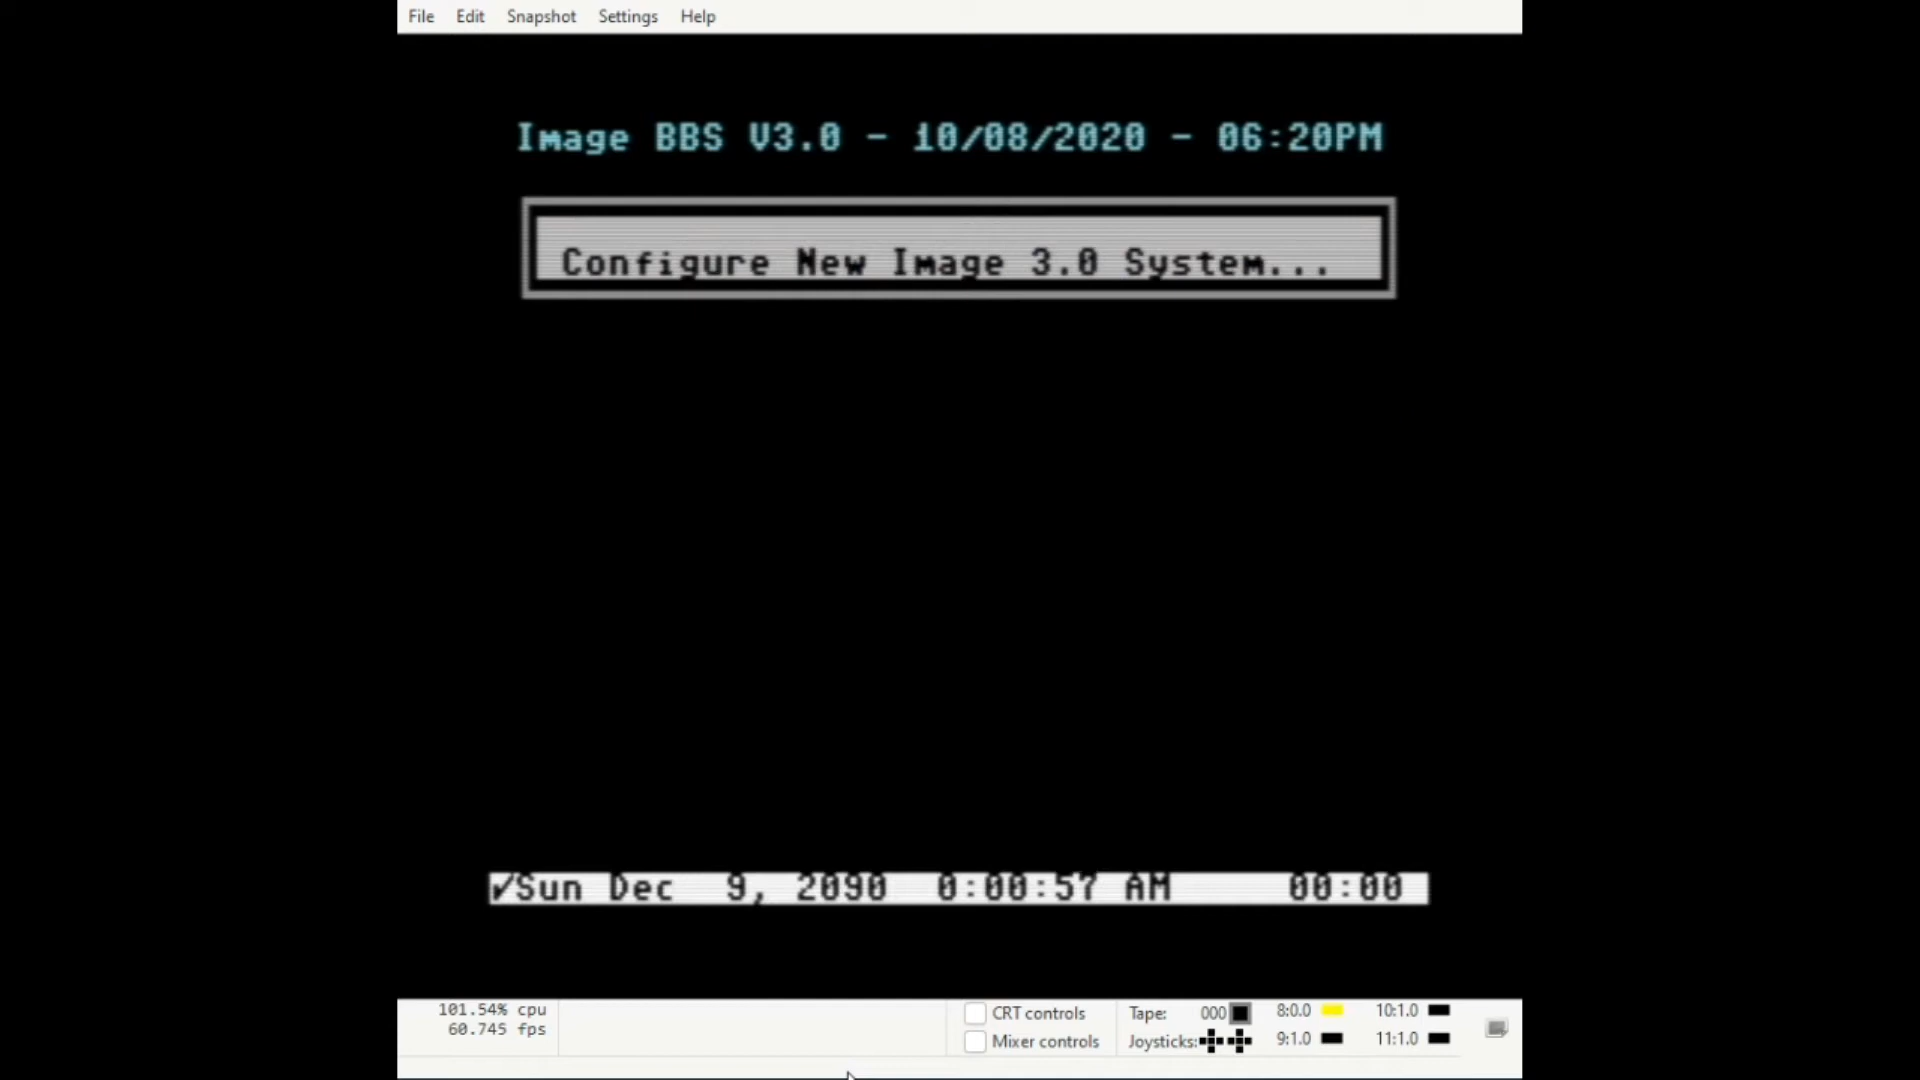 File Edit Snapshot Settings Help
Image BBS V3.0 - 10/08/2020 - 06:20PM
Configure New Image 3.0 System...
✓Sun Dec 9, 2090 0:00:57 AM 00:00
101.54% cpu
60.745 fps
CRT controls
Mixer controls
Tape: 000
Joysticks:
8:0.0
9:1.0
10:1.0
11:1.0